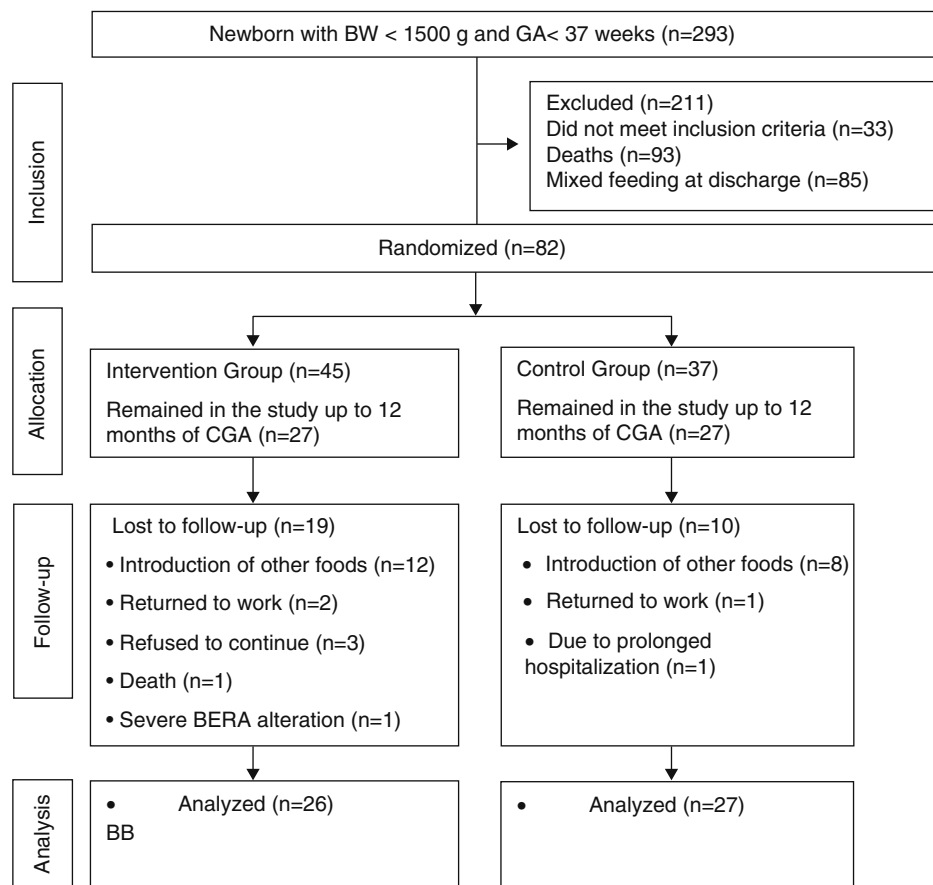 Newborn with BW < 1500 g and GA< 37 weeks (n=293)
Inclusion
Excluded (n=211)
Did not meet inclusion criteria (n=33)
Deaths (n=93)
Mixed feeding at discharge (n=85)
Randomized (n=82)
Allocation
Intervention Group (n=45)
Remained in the study up to 12
months of CGA (n=27)
Control Group (n=37)
Remained in the study up to 12
months of CGA (n=27)
Follow-up
Lost to follow-up (n=19)
• Introduction of other foods (n=12)
• Returned to work (n=2)
• Refused to continue (n=3)
• Death (n=1)
• Severe BERA alteration (n=1)
Lost to follow-up (n=10)
• Introduction of other foods (n=8)
• Returned to work (n=1)
• Due to prolonged
hospitalization (n=1)
Analysis
• Analyzed (n=26)
BB
• Analyzed (n=27)